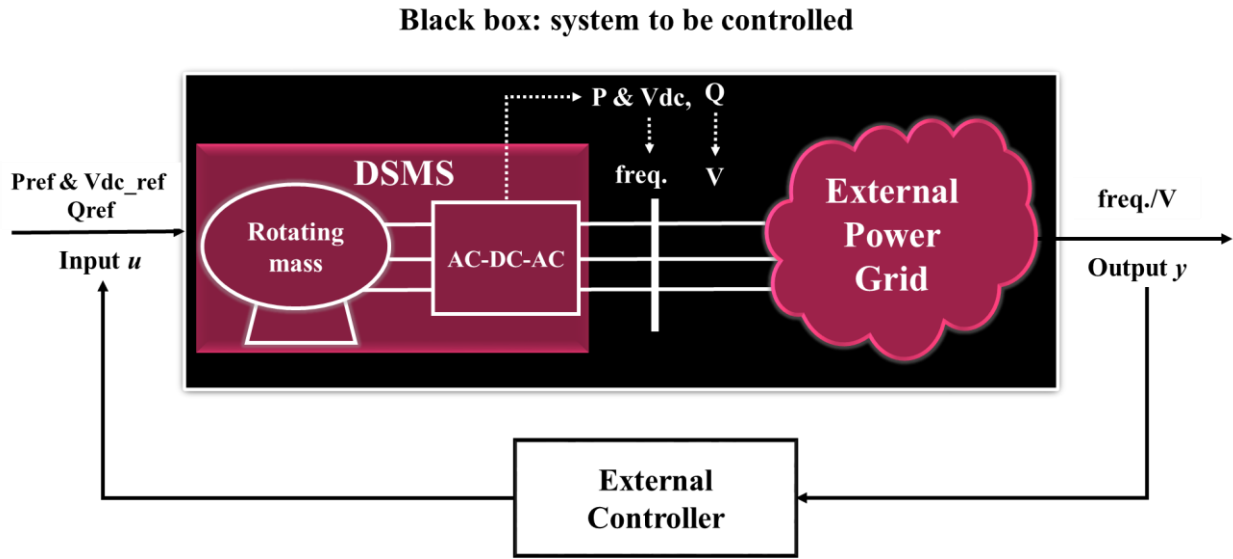 Black box: system to be controlled
P & Vdc, Q
DSMS
freq. V
Pref & Vdc_ref
Qref
Input u
Rotating
mass
AC-DC-AC
External
Power
Grid
freq./V
Output y
External
Controller